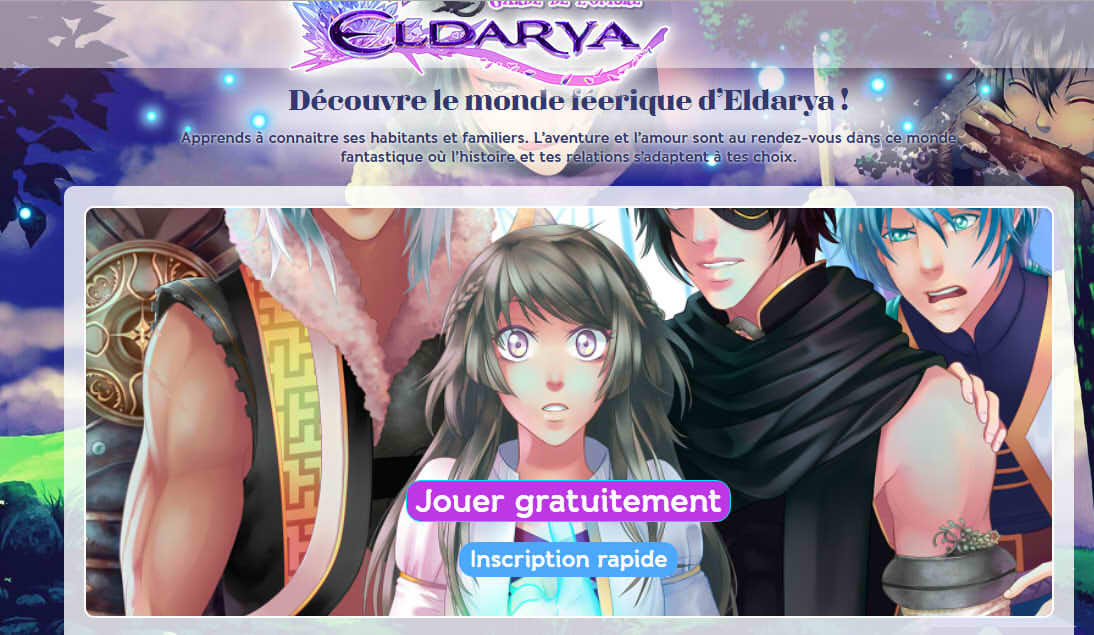 ELDARYA
Découvre le monde féerique d'Eldarya !
Apprends à connaitre ses habitants et familiers. L'aventure et l'amour sont au rendez-vous dans ce monde
fantastique où l'histoire et tes relations s'adaptent à tes choix.
Jouer gratuitement
Inscription rapide